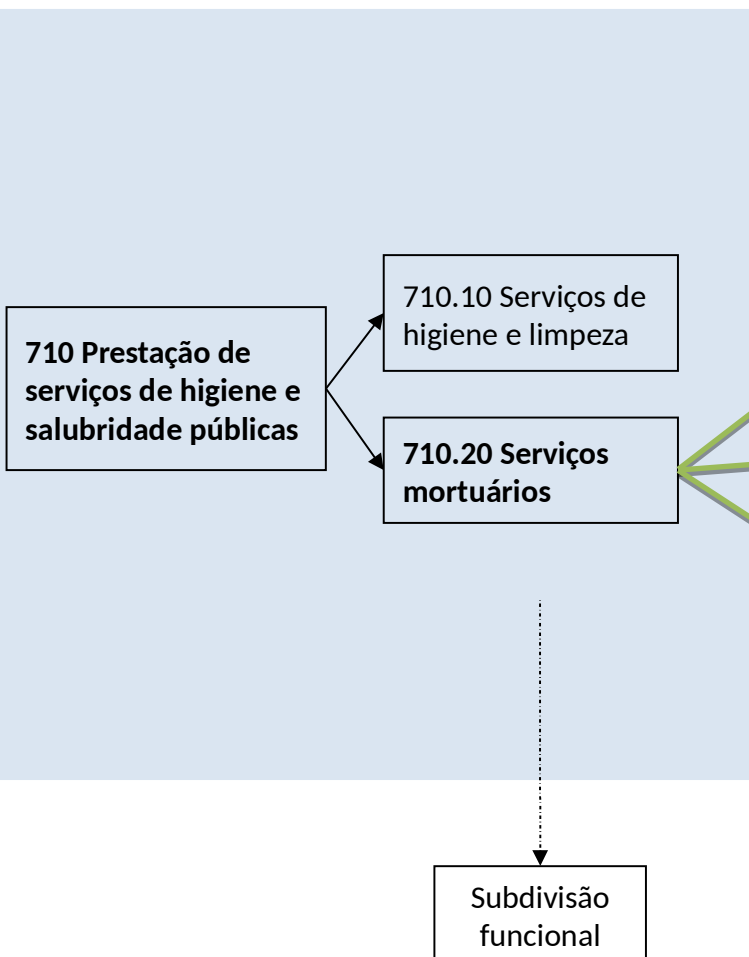 710.10 Serviços de
higiene e limpeza
710 Prestação de
serviços de higiene e
salubridade públicas
710.20 Serviços
mortuários
Subdivisão
funcional